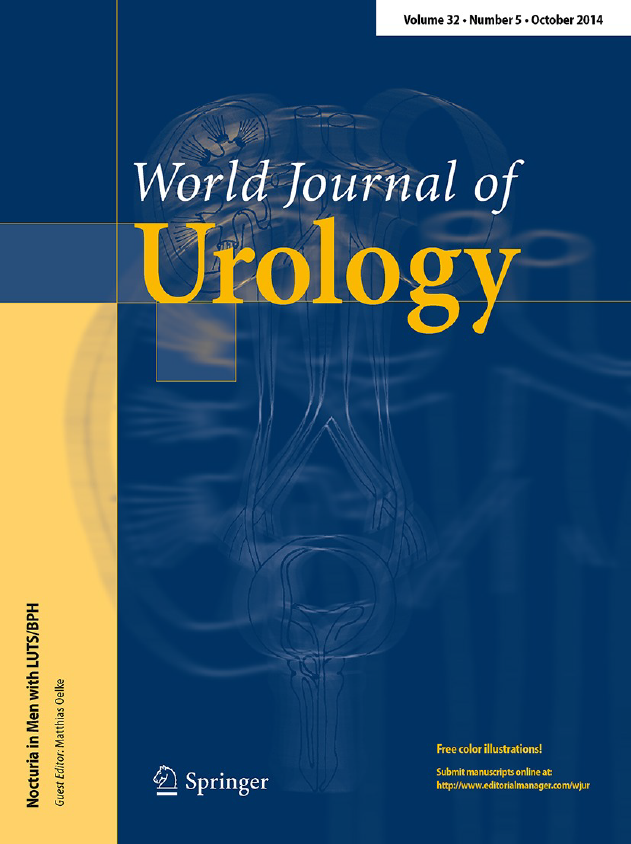 Volume 32 • Number 5 • October 2014
World Journal of
Urology
Nocturia in Men with LUTS/BPH
Guest Editor: Matthias Oelke
Springer
Free color illustrations!
Submit manuscripts online at:
http://www.editorialmanager.com/wjur